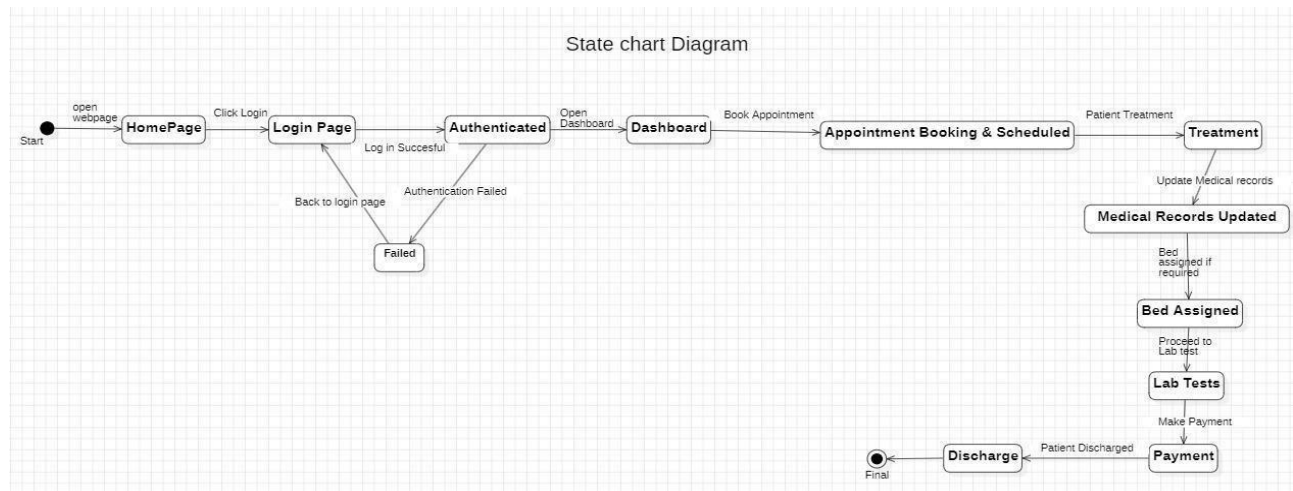 State chart Diagram
open
webpage
Start
HomePage
Click Login
Login Page
Log in Succesful
Authenticated
Open
Dashboard
Dashboard
Book Appointment
Appointment Booking & Scheduled
Patient Treatment
Treatment
Authentication Failed
Back to login page
Failed
Update Medical records
Medical Records Updated
Bed
assigned if
required
Bed Assigned
Proceed to
Lab test
Lab Tests
Make Payment
Payment
Patient Discharged
Discharge
Final